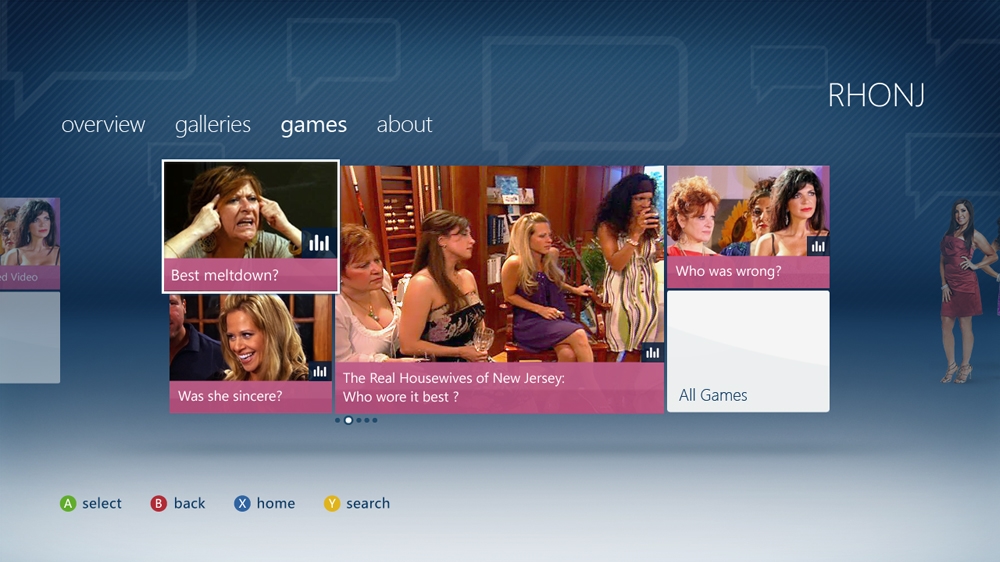 RHONJ
overview galleries games about
ed Video
Best meltdown?
Was she sincere?
The Real Housewives of New Jersey:
Who wore it best ?
Who was wrong?
All Games
A select B back X home Y search